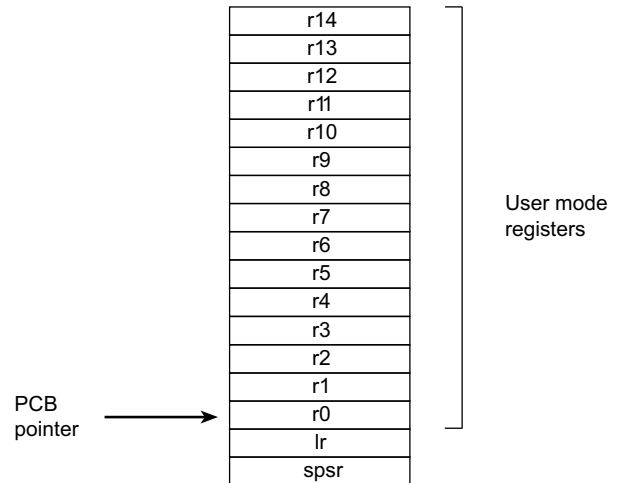 r14
r13
r12
r11
r10
r9
r8
r7
r6
r5
r4
r3
r2
r1
r0
lr
spsr
User mode
registers
PCB
pointer